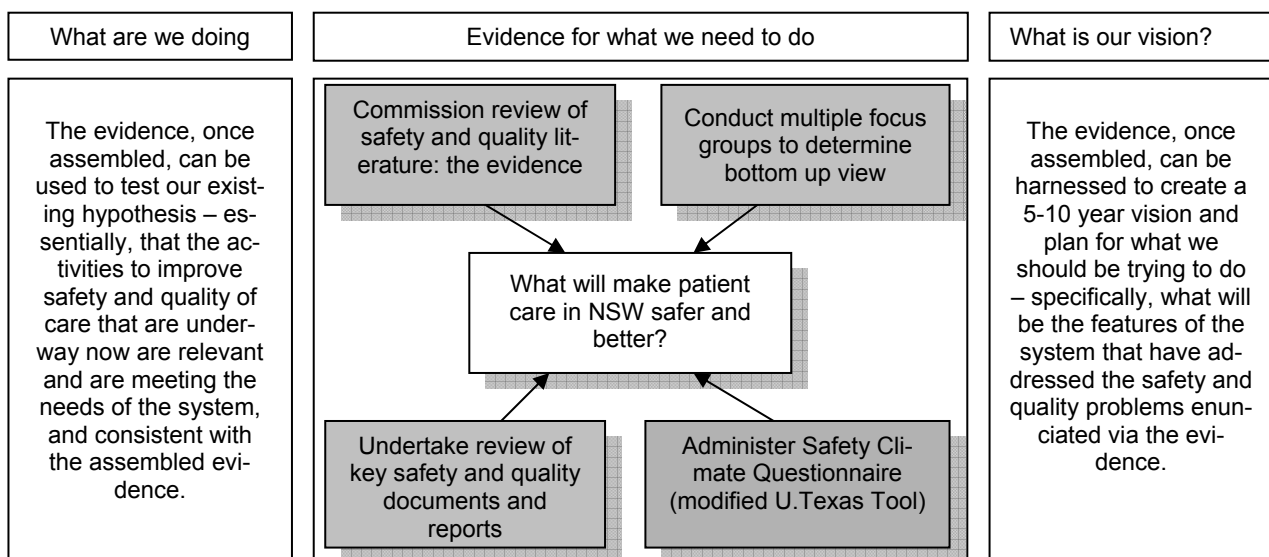 What are we doing
Evidence for what we need to do
What is our vision?
The evidence, once
assembled, can be
used to test our exist-
ing hypothesis – es-
sentially, that the ac-
tivities to improve
safety and quality of
care that are under-
way now are relevant
and are meeting the
needs of the system,
and consistent with
the assembled evi-
dence.
Commission review of
safety and quality lit-
erature: the evidence
Conduct multiple focus
groups to determine
bottom up view
What will make patient
care in NSW safer and
better?
Undertake review of
key safety and quality
documents and
reports
Administer Safety Cli-
mate Questionnaire
(modified U.Texas Tool)
The evidence, once
assembled, can be
harnessed to create a
5-10 year vision and
plan for what we
should be trying to do
– specifically, what will
be the features of the
system that have ad-
dressed the safety and
quality problems enun-
ciated via the evi-
dence.